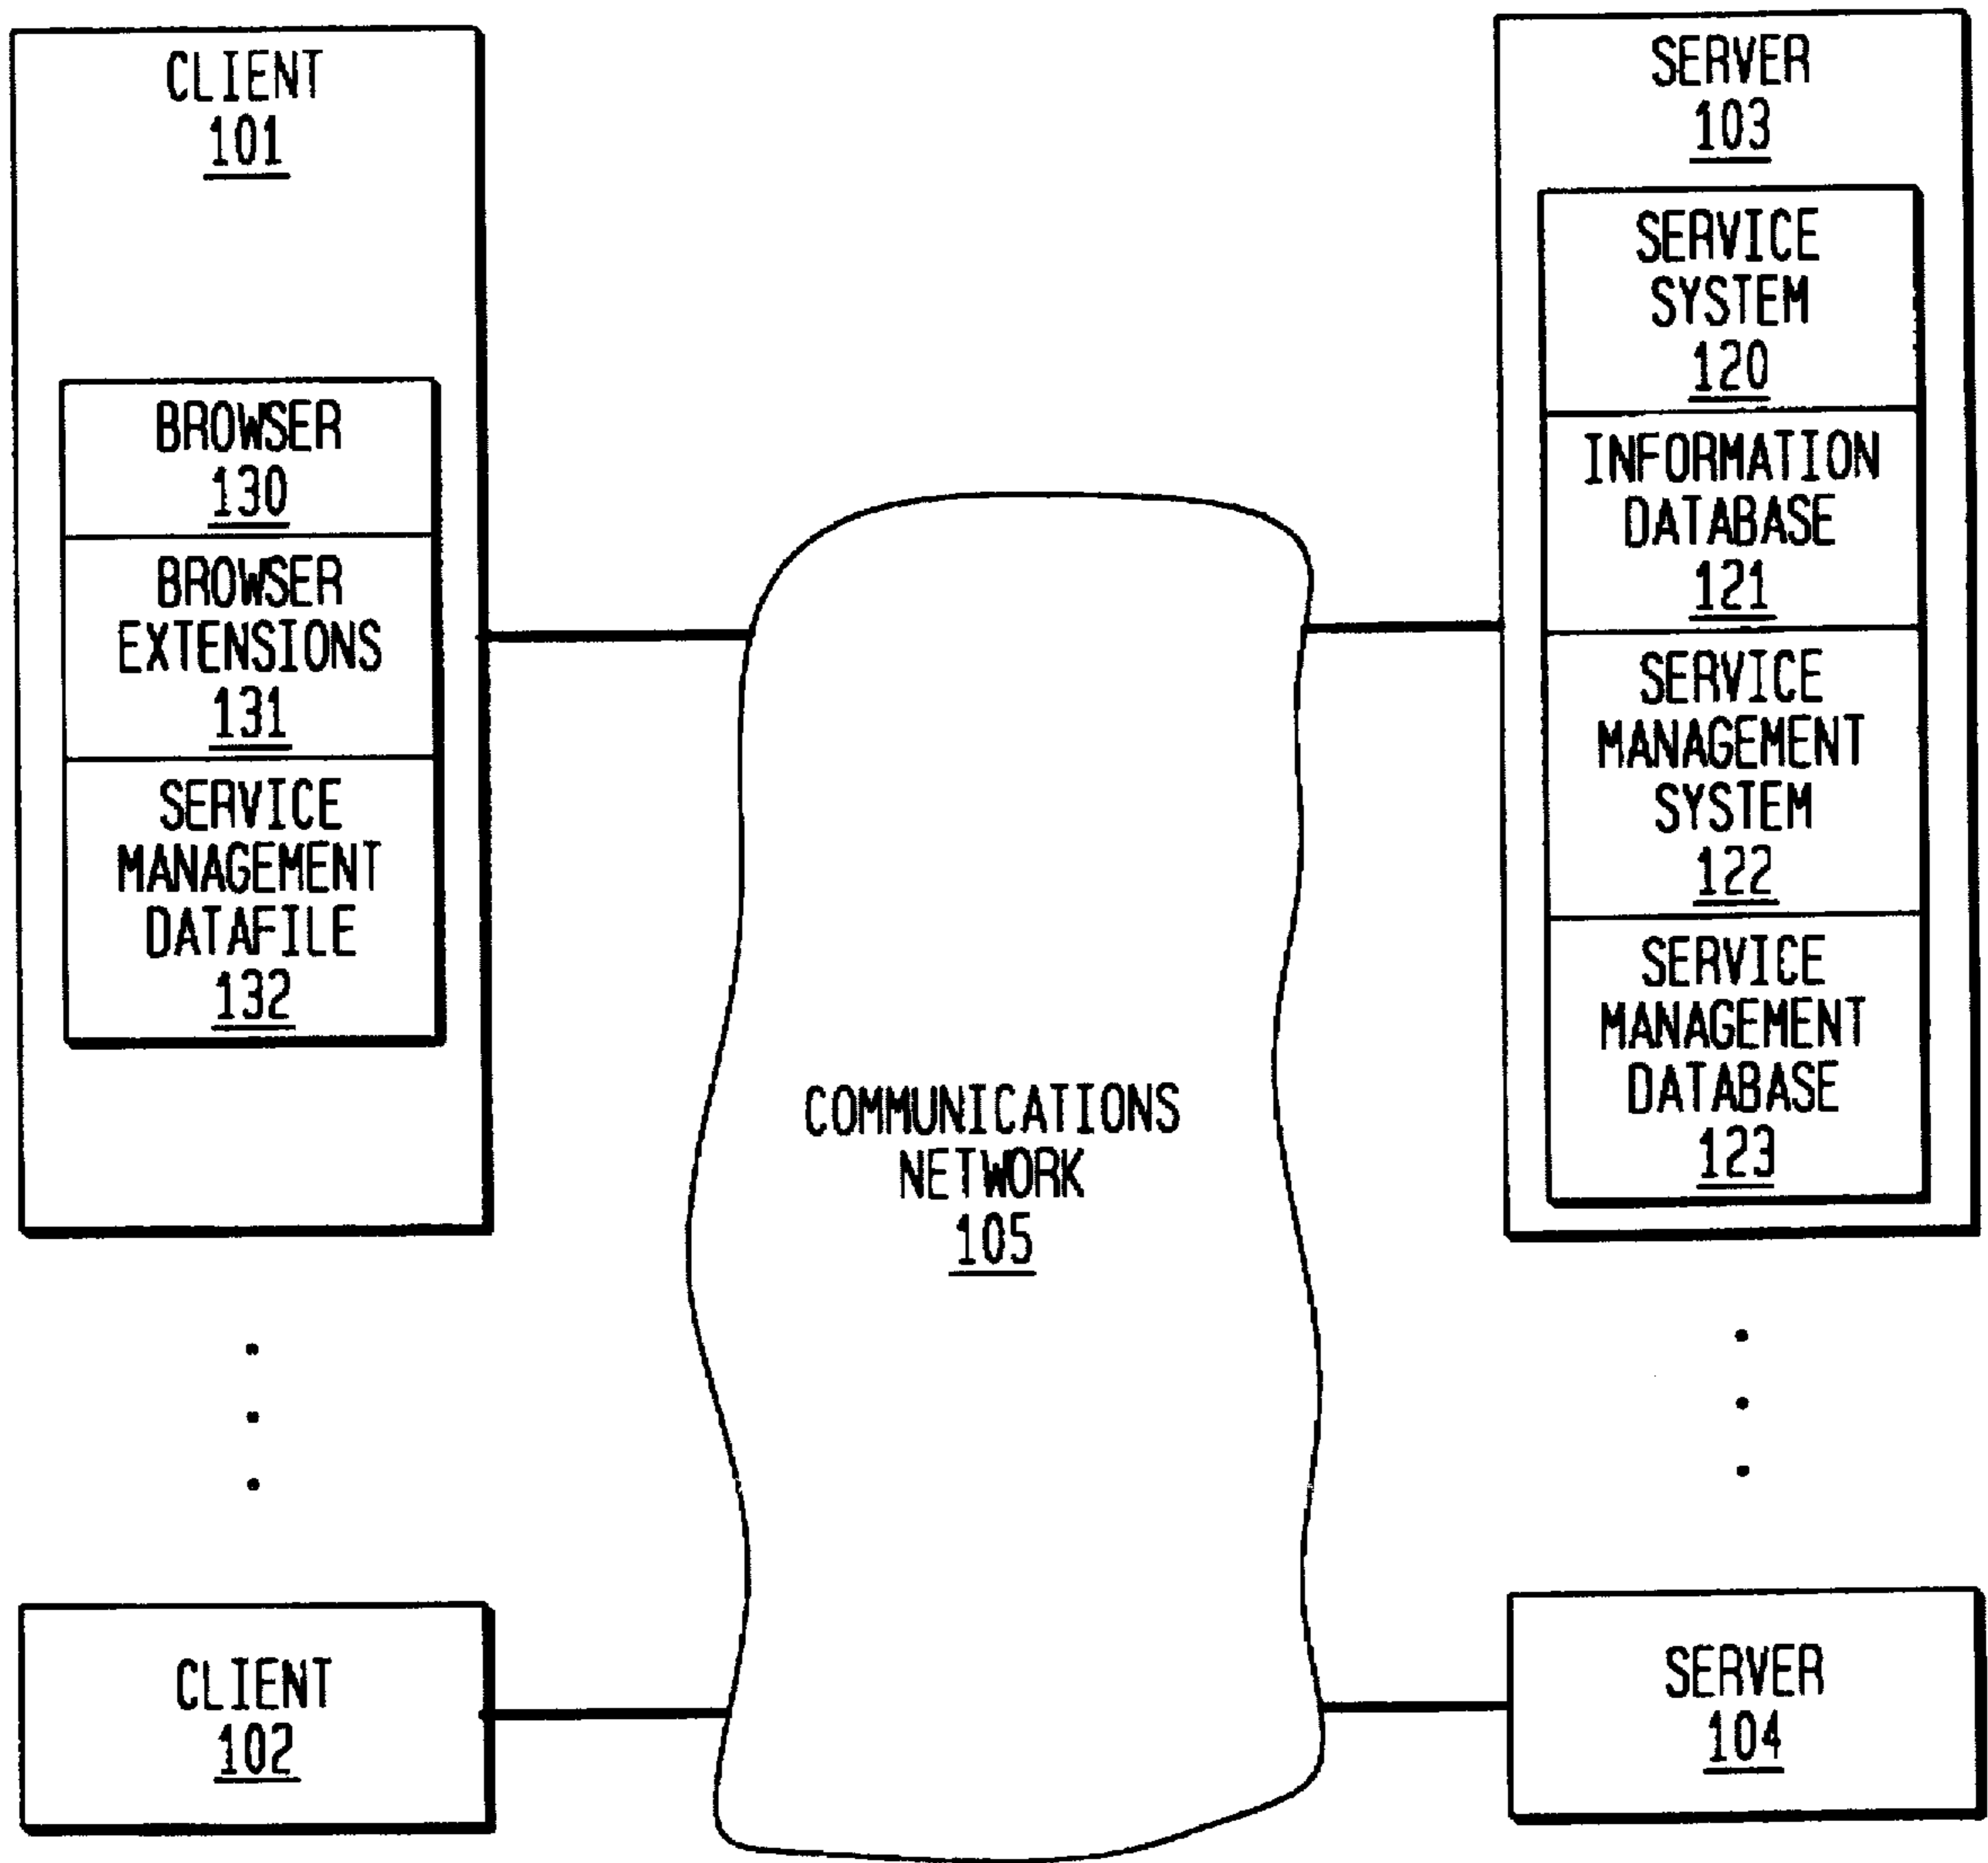 CLIENT
101
BROWSER
130
BROWSER
EXTENSIONS
131
SERVICE
MANAGEMENT
DATAFILE
132
SERVER
103
SERVICE
SYSTEM
120
INFORMATION
DATABASE
121
SERVICE
MANAGEMENT
SYSTEM
122
SERVICE
MANAGEMENT
DATABASE
123
COMMUNICATIONS
NETWORK
105
CLIENT
102
SERVER
104